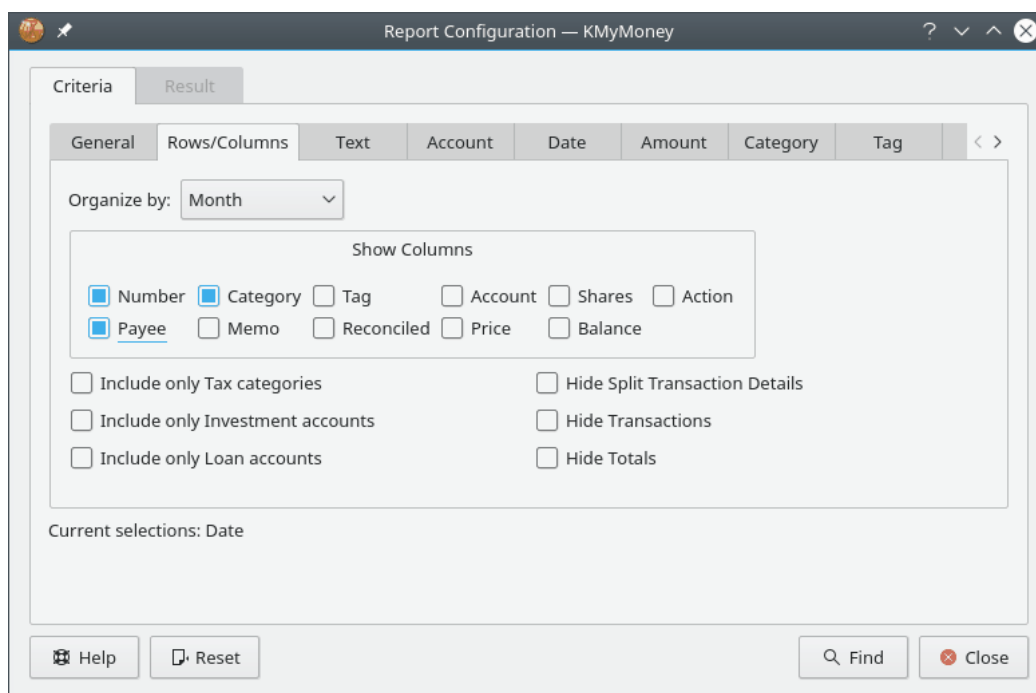 Report Configuration — KMyMoney
Criteria Result
General Rows/Columns Text Account Date Amount Category Tag
Organize by: Month
Show Columns
Number Category Tag Account Shares Action
Payee Memo Reconciled Price Balance
Include only Tax categories Hide Split Transaction Details
Include only Investment accounts Hide Transactions
Include only Loan accounts Hide Totals
Current selections: Date
Help Reset Find Close